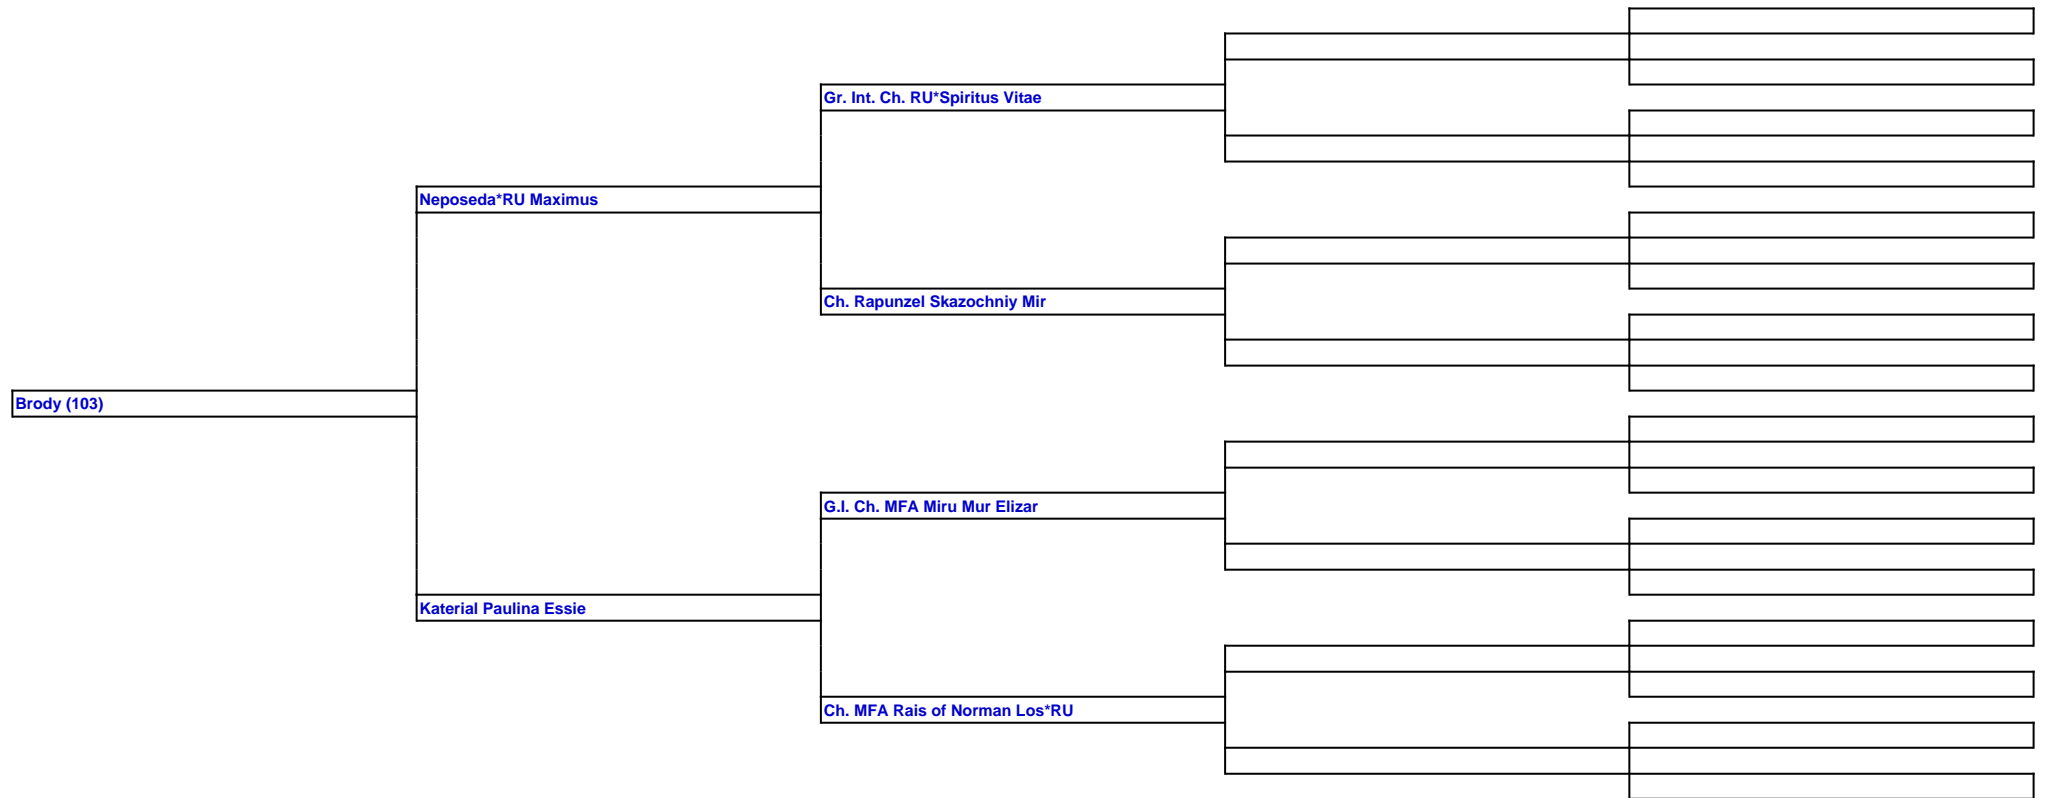 Gr. Int. Ch. RU*Spiritus Vitae
Neposeda*RU Maximus
Ch. Rapunzel Skazochniy Mir
Brody (103)
G.I. Ch. MFA Miru Mur Elizar
Katerial Paulina Essie
Ch. MFA Rais of Norman Los*RU